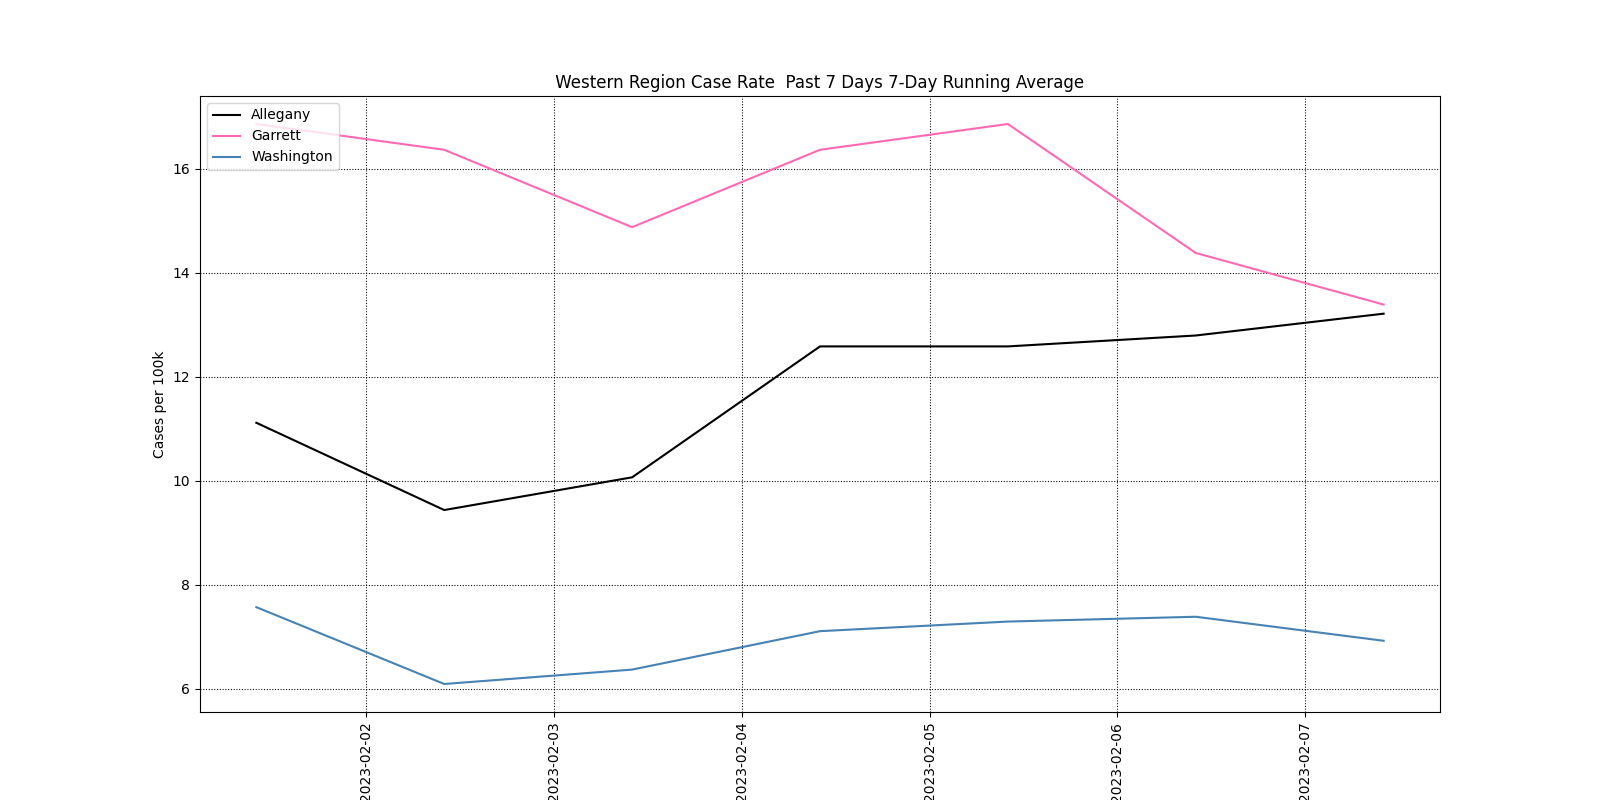 Western Region Case Rate  Past 7 Days 7-Day Running Average
Allegany
Garrett
Washington
Cases per 100k
16
14
12
10
8
6
2023-02-02
2023-02-03
2023-02-04
2023-02-05
2023-02-06
2023-02-07